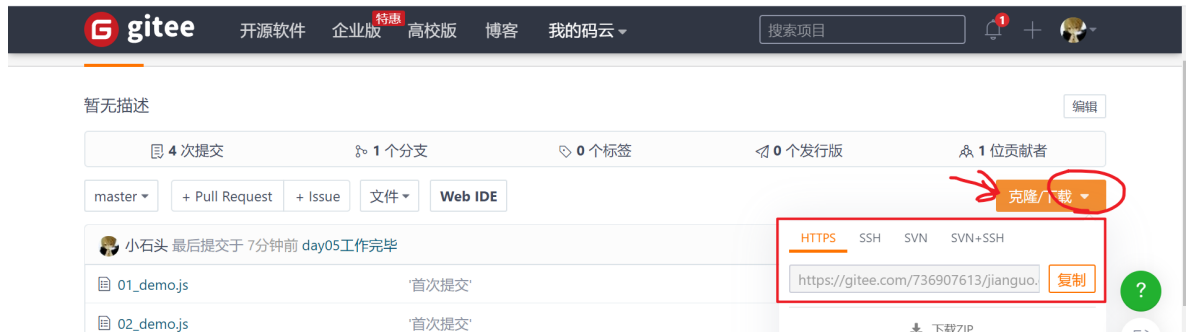 gitee 开源软件 企业版 特惠 高校版 博客 我的码云 搜索项目 1
暂无描述 编辑
4 次提交 1 个分支 0 个标签 0 个发行版 1 位贡献者
master + Pull Request + Issue 文件 Web IDE 克隆/下载
小石头 最后提交于 7分钟前 day05工作完毕
HTTPS SSH SVN SVN+SSH
01_demo.js '首次提交'
https://gitee.com/736907613/jianguo. 复制
?
02_demo.js '首次提交'
下载ZIP